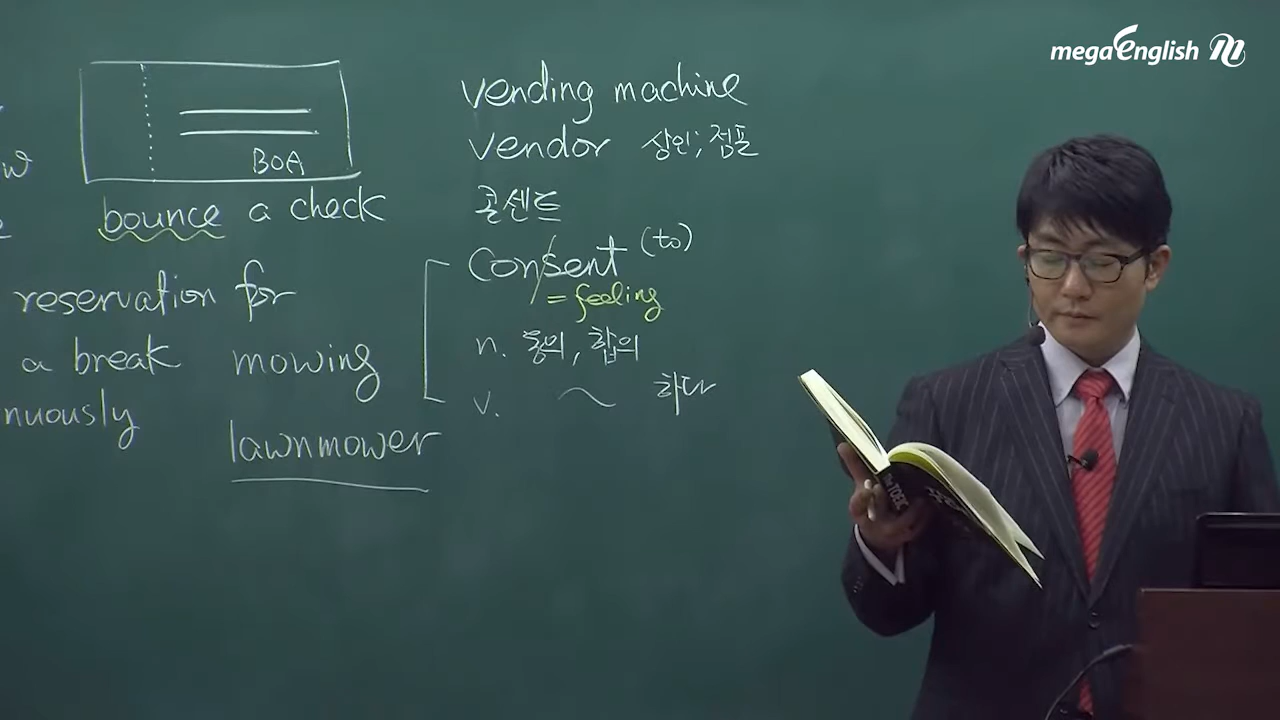 megaEnglish
BOA
bounce a check
reservation for
a break mowing
nuously
lawnmower
vending machine
vendor 상인; 점포
콘센트
Consent (to)
= feeling
n. 동의, 합의
v. ~ 하다
TOEIC